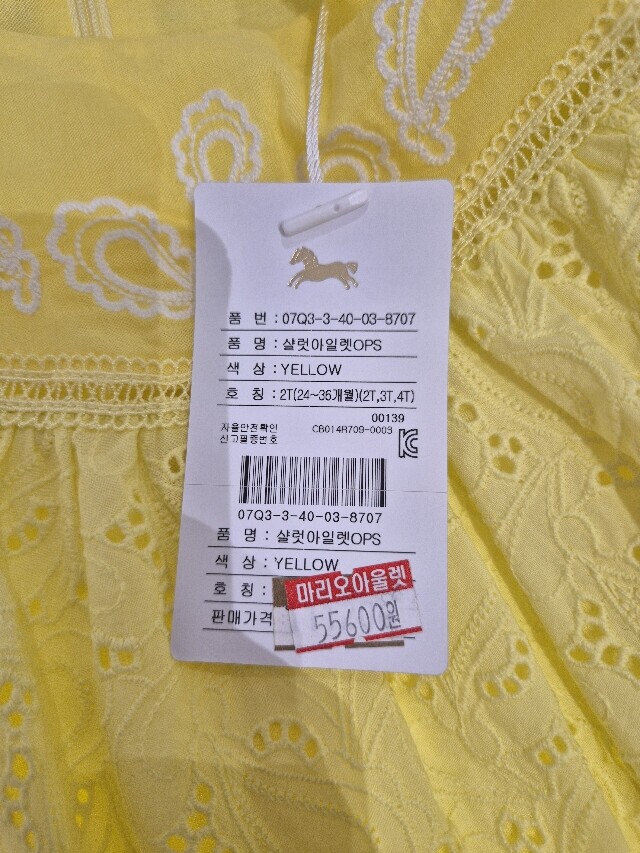 품 번 : 07Q3-3-40-03-8707
품 명 : 샬럿아일렛OPS
색 상 : YELLOW
호 칭 : 2T(24~36개월)(2T,3T,4T)
00139
자율안전확인 CB014R709-0003
신고필증번호
07Q3-3-40-03-8707
품 명 : 샬럿아일렛OPS
색 상 : YELLOW
호 칭 :
판매가격
마리오아울렛
55600원